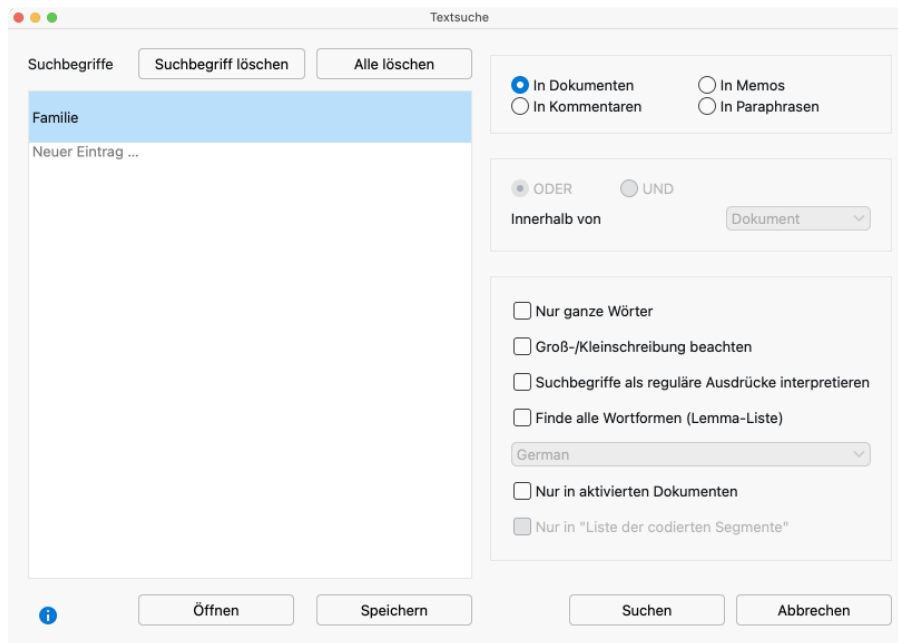 Textsuche
Suchbegriffe
Suchbegriff löschen
Alle löschen
Familie
Neuer Eintrag ...
In Dokumenten
In Memos
In Kommentaren
In Paraphrasen
ODER
UND
Innerhalb von
Dokument
Nur ganze Wörter
Groß-/Kleinschreibung beachten
Suchbegriffe als reguläre Ausdrücke interpretieren
Finde alle Wortformen (Lemma-Liste)
German
Nur in aktivierten Dokumenten
Nur in "Liste der codierten Segmente"
Öffnen
Speichern
Suchen
Abbrechen